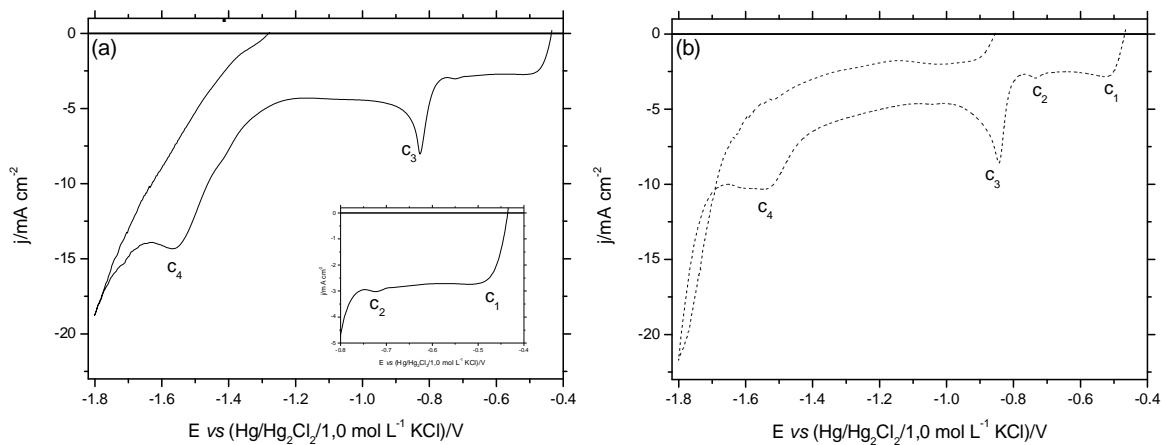 (a)
0
-5
-10
-15
-20
j/mA cm-2
c3
c4
0
-1
-2
-3
-4
-5
j/mA cm-2
c2
c1
-0.8 -0.7 -0.6 -0.5 -0.4
E vs (Hg/Hg2Cl2/1,0 mol L-1 KCl)/V
-1.8 -1.6 -1.4 -1.2 -1.0 -0.8 -0.6 -0.4
E vs (Hg/Hg2Cl2/1,0 mol L-1 KCl)/V
(b)
0
-5
-10
-15
-20
j/mA cm-2
c2
c1
c3
c4
-1.8 -1.6 -1.4 -1.2 -1.0 -0.8 -0.6 -0.4
E vs (Hg/Hg2Cl2/1,0 mol L-1 KCl)/V